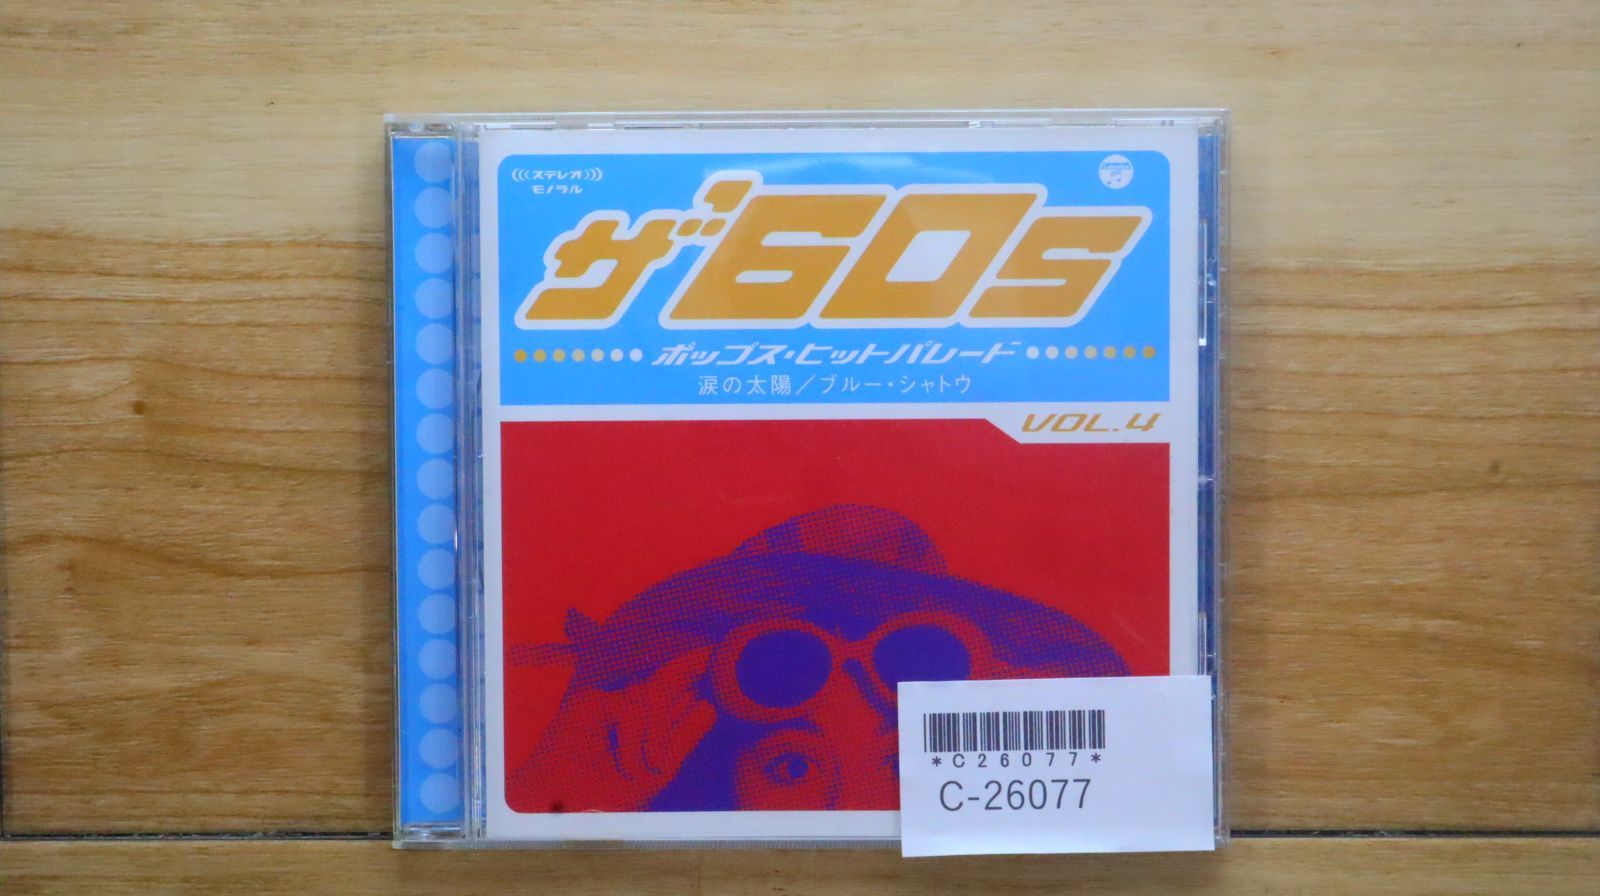 (((ステレオ)))
モノラル
Columbia
ザ'60s
ポップス・ヒットパレード
涙の太陽／ブルー・シャトウ
VOL.4
*C26077*
C-26077